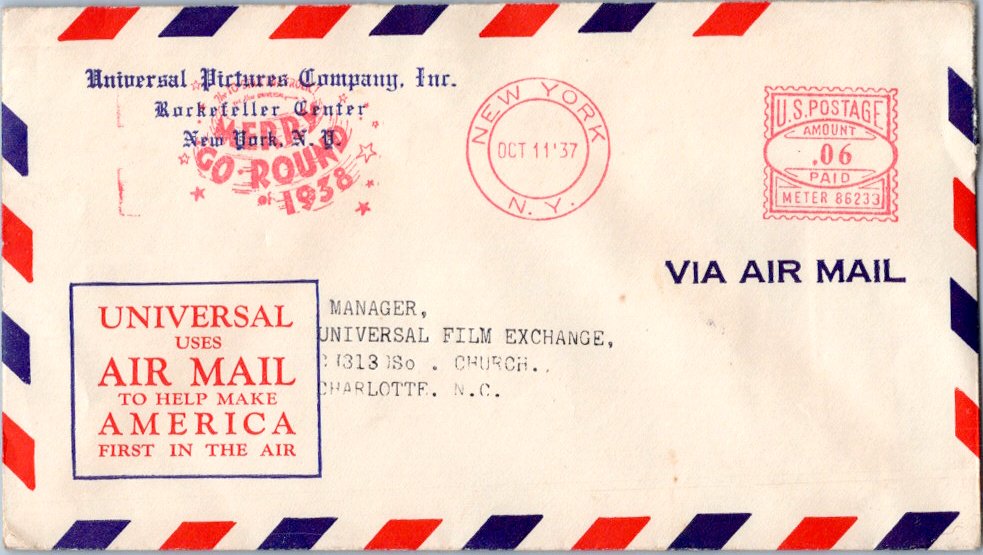 Universal Pictures Company, Inc.
Rockefeller Center
New York, N. Y.
MERRY
GO-ROUND
of 1938
NEW YORK
OCT 11 '37
N. Y.
U.S. POSTAGE
AMOUNT
.06
PAID
METER 86233
VIA AIR MAIL
UNIVERSAL
USES
AIR MAIL
TO HELP MAKE
AMERICA
FIRST IN THE AIR
MANAGER,
UNIVERSAL FILM EXCHANGE,
313 So . CHURCH.,
CHARLOTTE. N.C.